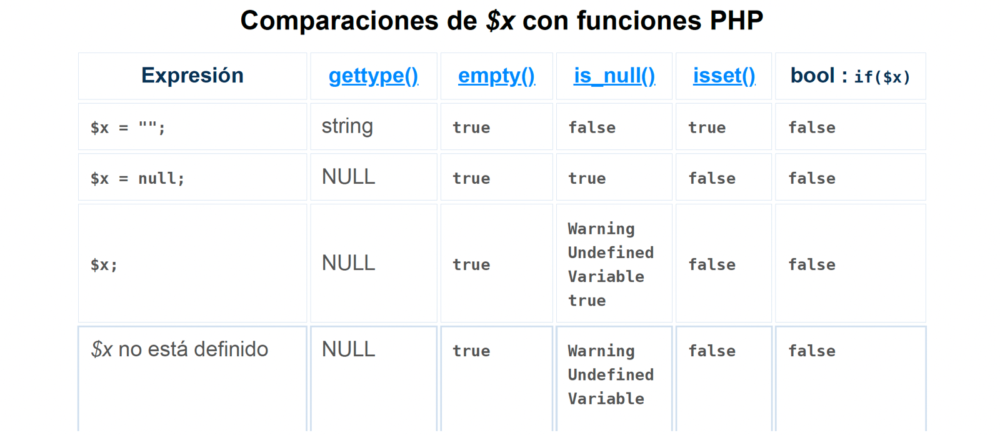 Comparaciones de $x con funciones PHP
Expresión gettype() empty() is_null() isset() bool : if($x)
$x = ""; string true false true false
$x = null; NULL true true false false
$x; NULL true Warning Undefined Variable true false false
$x no está definido NULL true Warning Undefined Variable false false